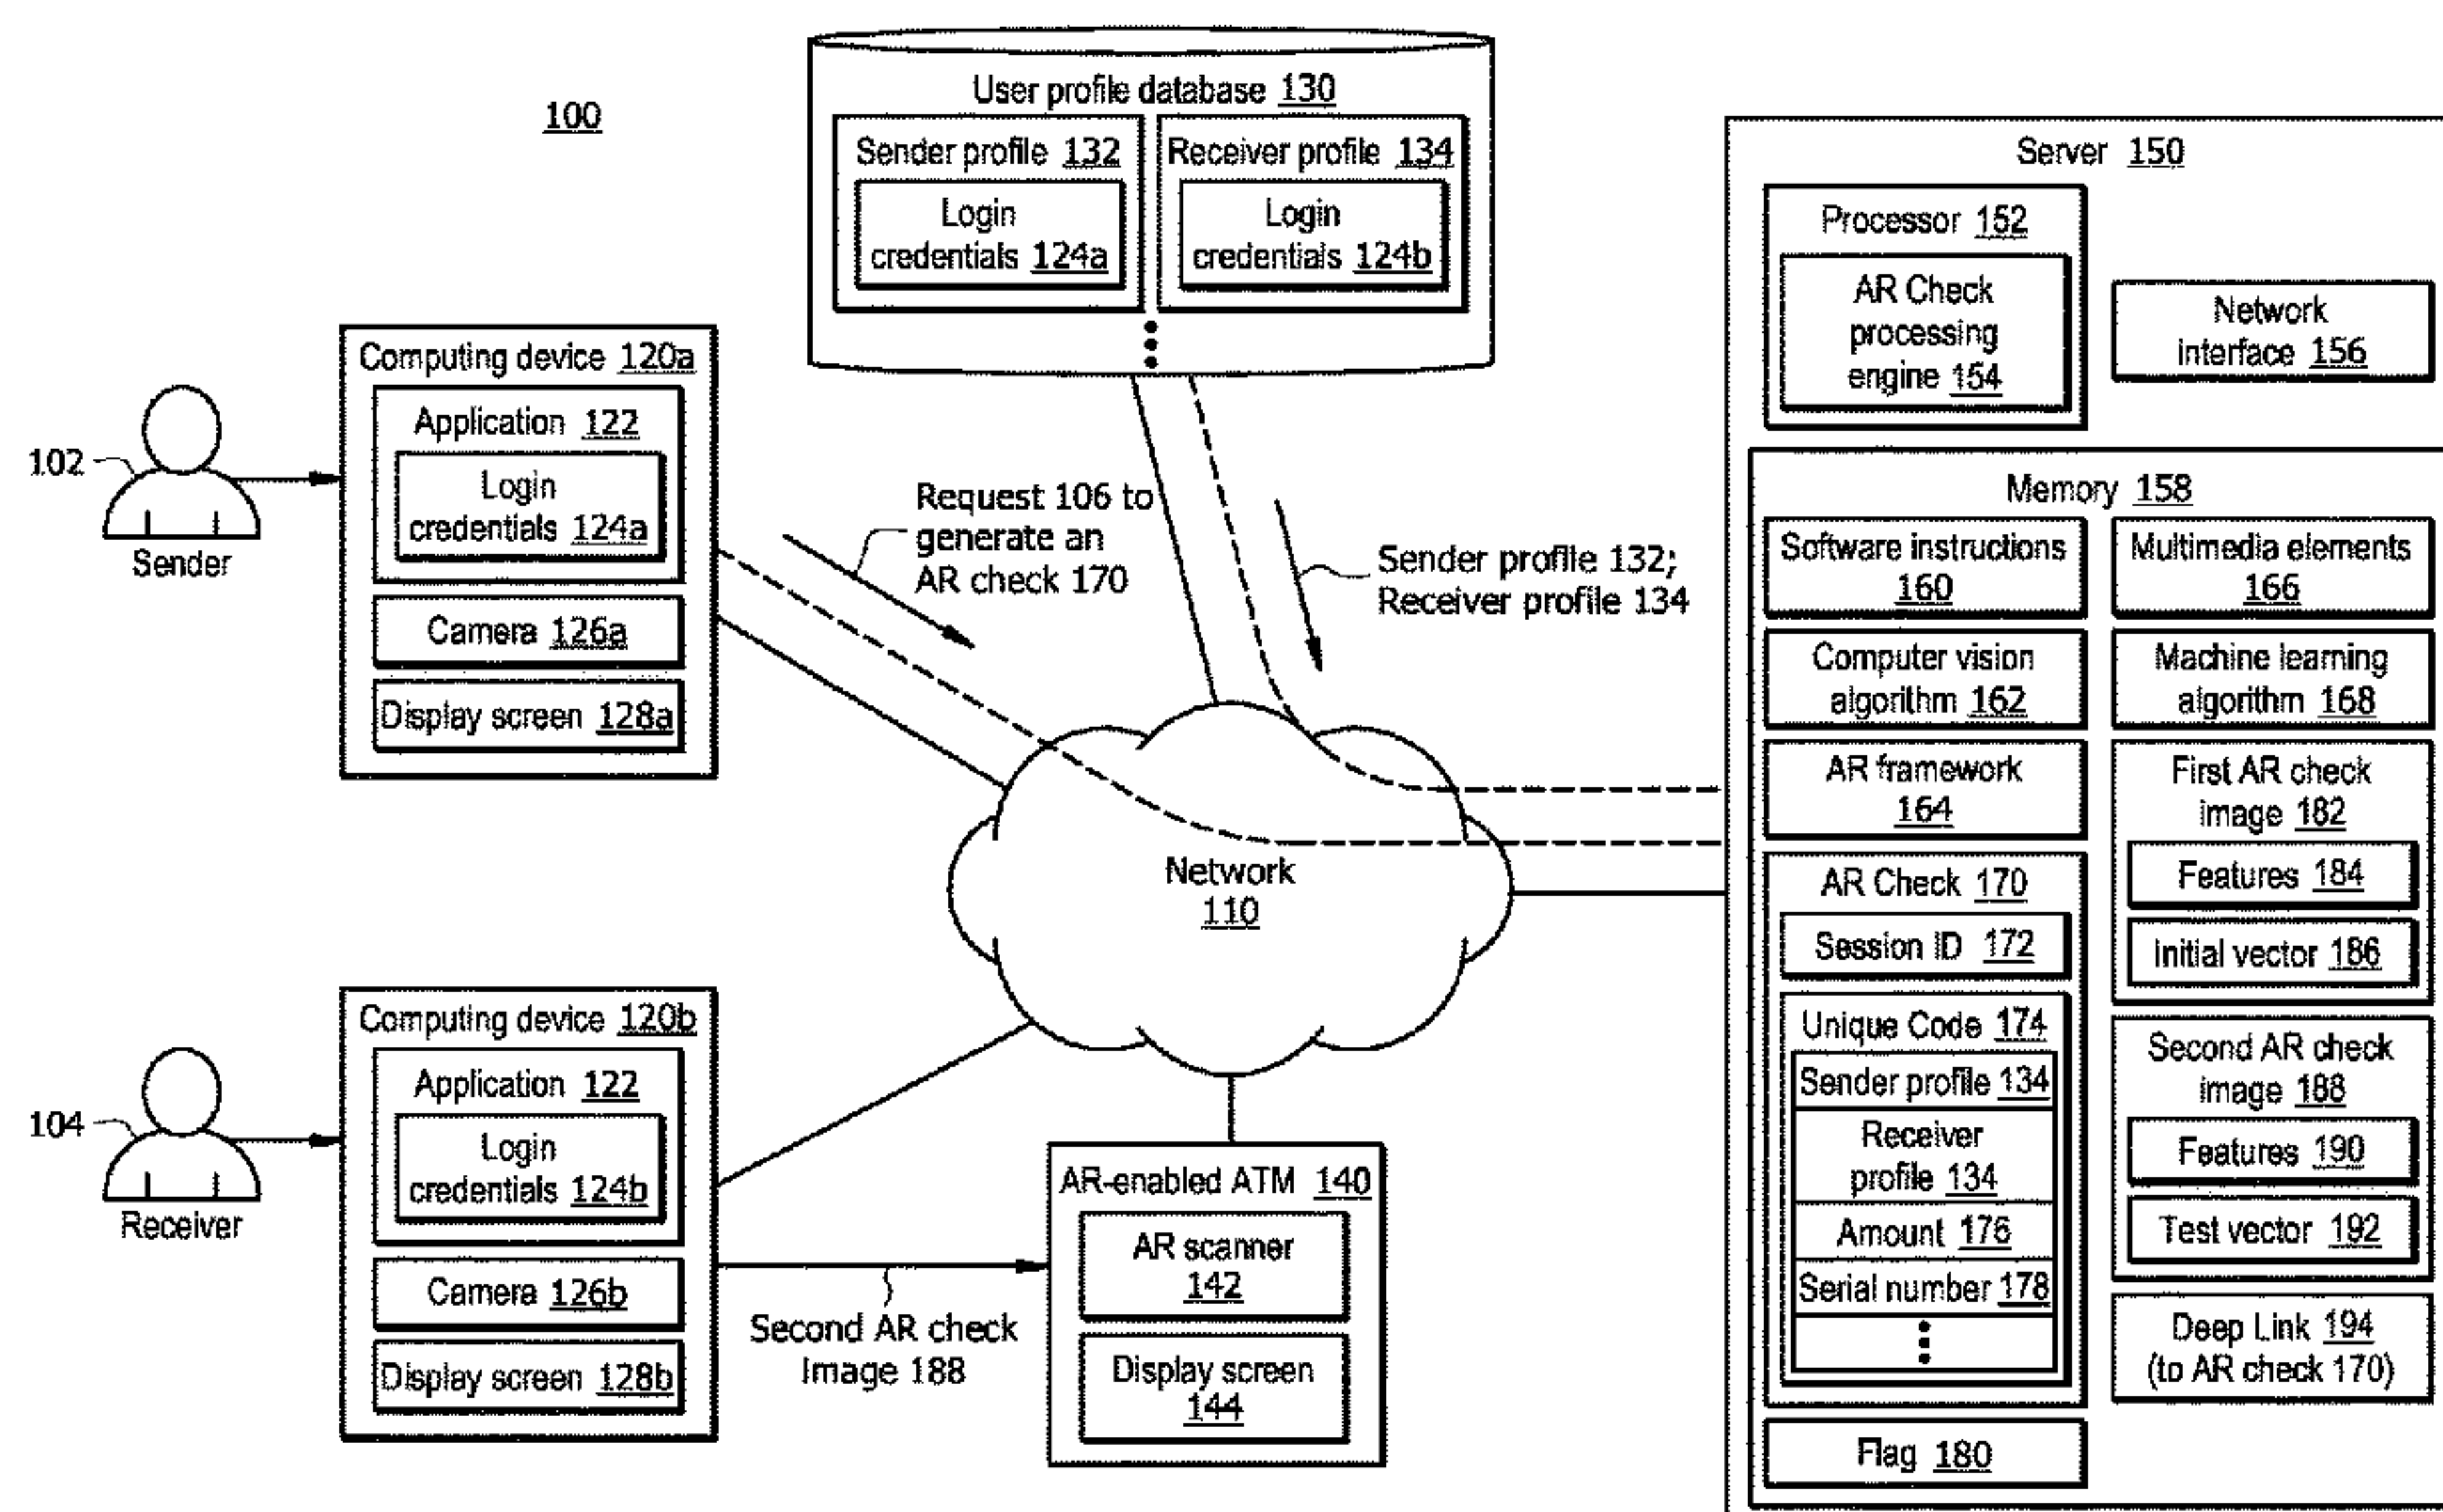 100
User profile database 130
Sender profile 132
Login
credentials 124a
Receiver profile 134
Login
credentials 124b
Computing device 120a
Application 122
Login
credentials 124a
Camera 126a
Display screen 128a
102
Sender
Request 106 to
generate an
AR check 170
Sender profile 132;
Receiver profile 134
Network
110
Computing device 120b
Application 122
Login
credentials 124b
Camera 126b
Display screen 128b
104
Receiver
Second AR check
Image 188
AR-enabled ATM 140
AR scanner
142
Display screen
144
Server 150
Processor 152
AR Check
processing
engine 154
Network
interface 156
Memory 158
Software instructions
160
Multimedia elements
166
Computer vision
algorithm 162
Machine learning
algorithm 168
AR framework
164
First AR check
image 182
Features 184
Initial vector 186
AR Check 170
Session ID 172
Unique Code 174
Sender profile 134
Receiver
profile 134
Amount 176
Serial number 178
Second AR check
image 188
Features 190
Test vector 192
Deep Link 194
(to AR check 170)
Flag 180